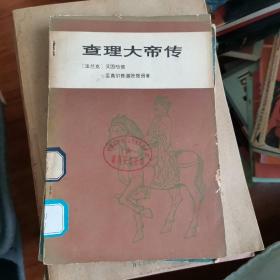 查理大帝传
〔法兰克〕艾因哈德
圣高尔修道院僧侣著